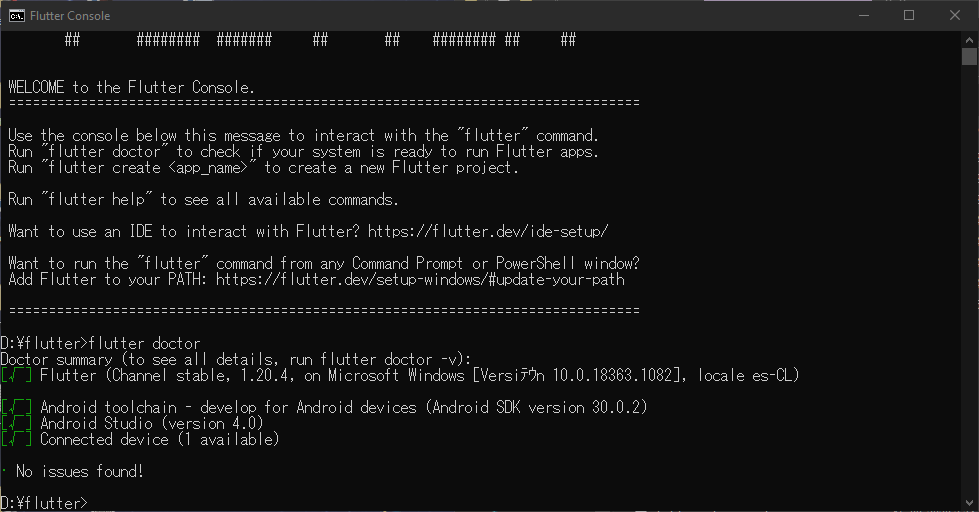 Flutter Console
## ######## ####### ## ## ######## ## ##
WELCOME to the Flutter Console.
================================================================================
Use the console below this message to interact with the "flutter" command.
Run "flutter doctor" to check if your system is ready to run Flutter apps.
Run "flutter create <app_name>" to create a new Flutter project.
Run "flutter help" to see all available commands.
Want to use an IDE to interact with Flutter? https://flutter.dev/ide-setup/
Want to run the "flutter" command from any Command Prompt or PowerShell window?
Add Flutter to your PATH: https://flutter.dev/setup-windows/#update-your-path
================================================================================
D:¥flutter>flutter doctor
Doctor summary (to see all details, run flutter doctor -v):
[√] Flutter (Channel stable, 1.20.4, on Microsoft Windows [Versiテウn 10.0.18363.1082], locale es-CL)
[√] Android toolchain - develop for Android devices (Android SDK version 30.0.2)
[√] Android Studio (version 4.0)
[√] Connected device (1 available)
· No issues found!
D:¥flutter>